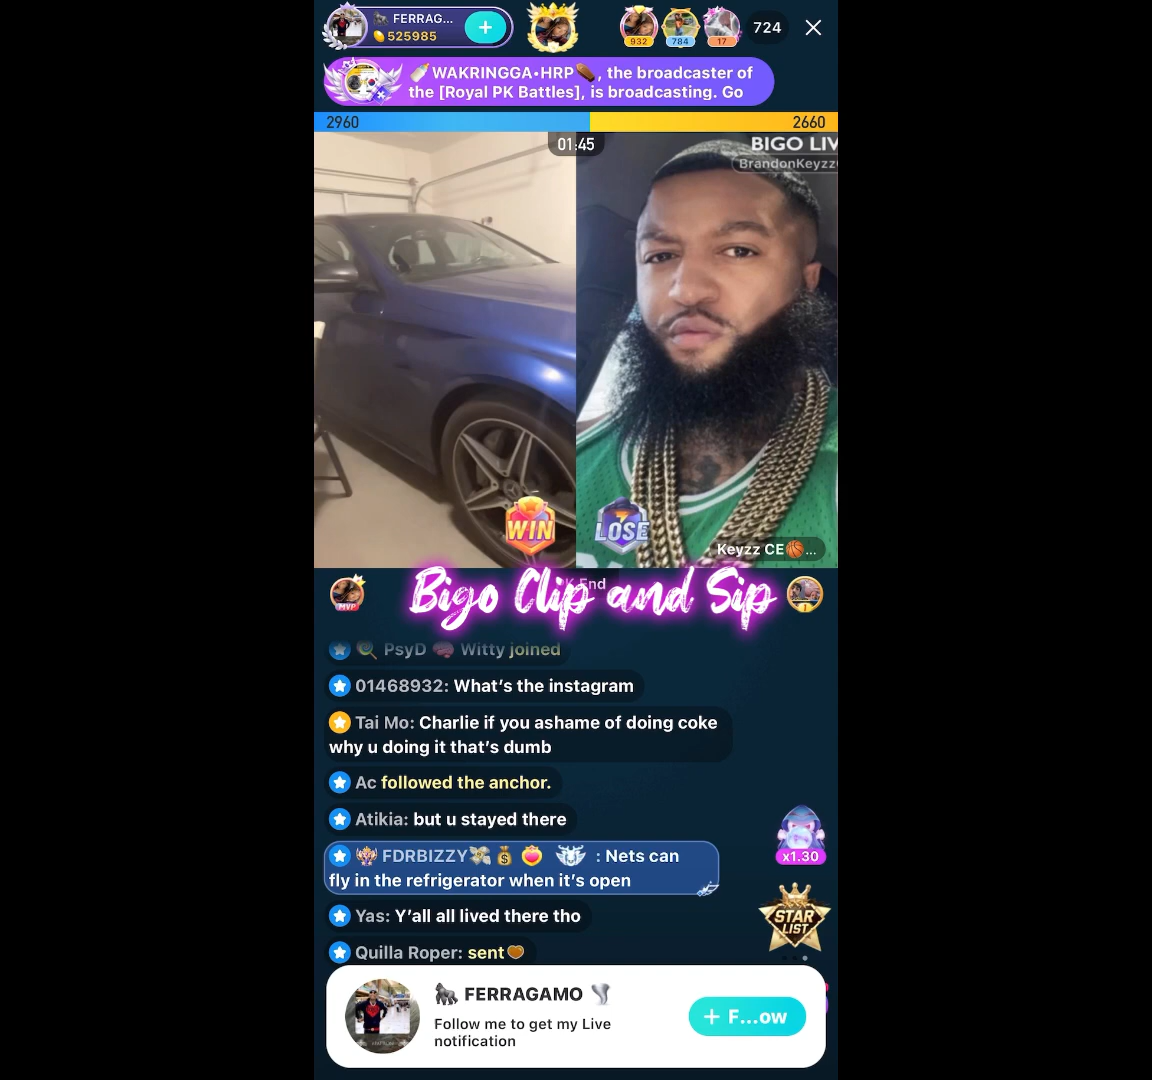 FERRAG...
525985
932
784
17
724
WAKRINGGA•HRP, the broadcaster of
the [Royal PK Battles], is broadcasting. Go
2960
2660
01:45
BIGO LIV
BrandonKeyzz
WIN
LOSE
Keyzz CE🏀...
End
Bigo Clip and Sip
MVP
PsyD 🧠 Witty joined
01468932: What's the instagram
Tai Mo: Charlie if you ashame of doing coke
why u doing it that's dumb
Ac followed the anchor.
Atikia: but u stayed there
FDRBIZZY💸💰 : Nets can
fly in the refrigerator when it's open
x1.30
Yas: Y'all all lived there tho
STAR
LIST
Quilla Roper: sent🤎
🦍 FERRAGAMO 🌪
Follow me to get my Live
notification
+ F...ow